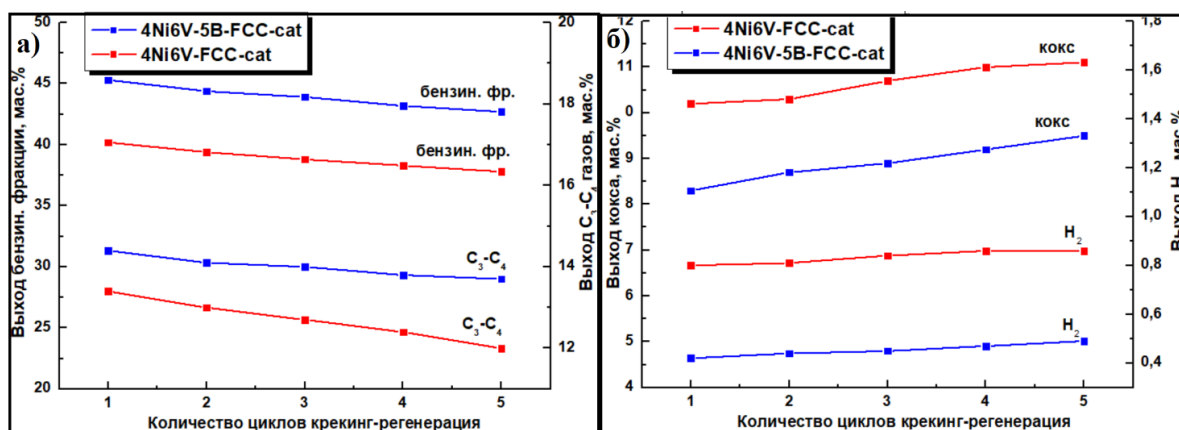 а)
4Ni6V-5B-FCC-cat
4Ni6V-FCC-cat
Выход бензин. фракции, мас.%
50
45
40
35
30
25
20
бензин. фр.
бензин. фр.
C3-C4
C3-C4
20
18
16
14
12
Выход C3-C4 газов, мас.%
1 2 3 4 5
Количество циклов крекинг-регенерация
б)
4Ni6V-FCC-cat
4Ni6V-5B-FCC-cat
Выход кокса, мас.%
12
11
0
9
8
7
6
5
4
кокс
кокс
H2
H2
1,8
1,6
1,4
1,2
1,0
0,8
0,6
0,4
Выход H, мас.%
1 2 3 4 5
Количество циклов крекинг-регенерация